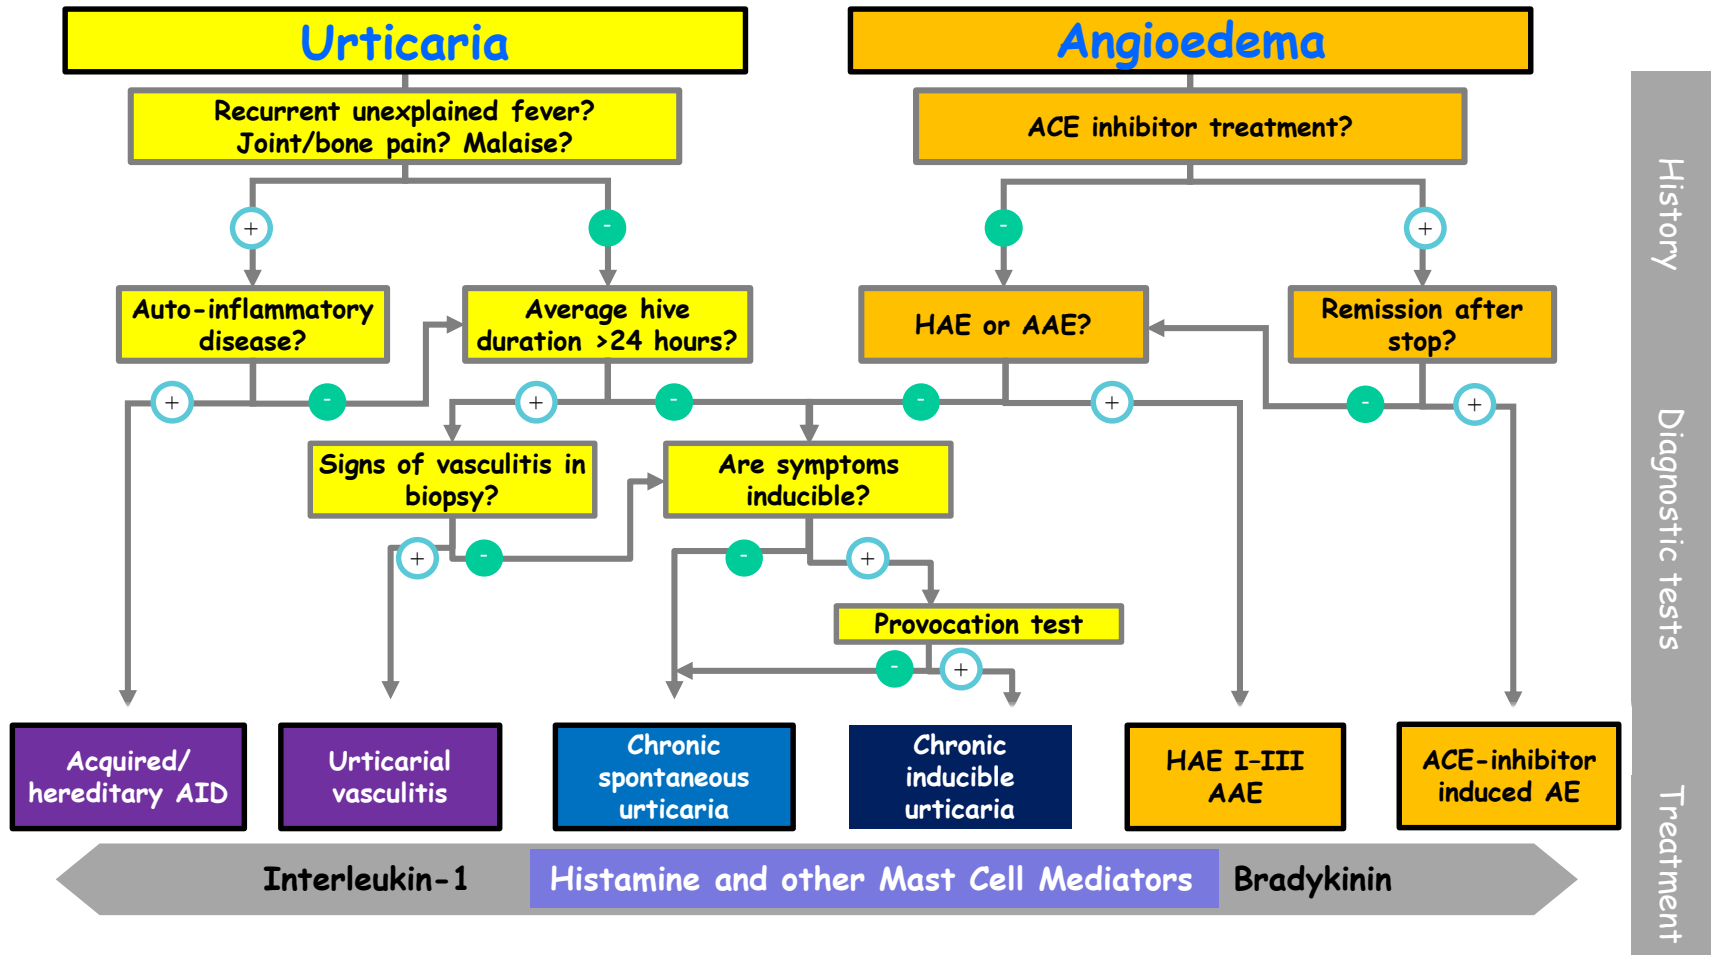 Urticaria
Angioedema
Recurrent unexplained fever?
Joint/bone pain? Malaise?
ACE inhibitor treatment?
History
+
-
-
+
Auto-inflammatory
disease?
Average hive
duration >24 hours?
HAE or AAE?
Remission after
stop?
+
-
+
-
-
+
-
+
Diagnostic tests
Signs of vasculitis in
biopsy?
Are symptoms
inducible?
+
-
-
+
Provocation test
-
+
Acquired/
hereditary AID
Urticarial
vasculitis
Chronic
spontaneous
urticaria
Chronic
inducible
urticaria
HAE I-III
AAE
ACE-inhibitor
induced AE
Treatment
Interleukin-1
Histamine and other Mast Cell Mediators
Bradykinin